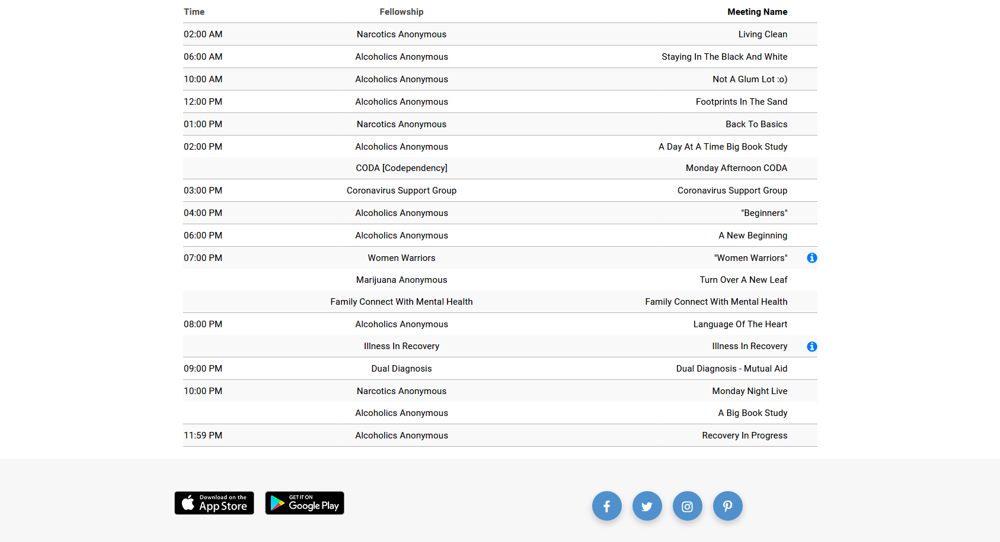 Time Fellowship Meeting Name
02:00 AM Narcotics Anonymous Living Clean
06:00 AM Alcoholics Anonymous Staying In The Black And White
10:00 AM Alcoholics Anonymous Not A Glum Lot :o)
12:00 PM Alcoholics Anonymous Footprints In The Sand
01:00 PM Narcotics Anonymous Back To Basics
02:00 PM Alcoholics Anonymous A Day At A Time Big Book Study
CODA [Codependency] Monday Afternoon CODA
03:00 PM Coronavirus Support Group Coronavirus Support Group
04:00 PM Alcoholics Anonymous "Beginners"
06:00 PM Alcoholics Anonymous A New Beginning
07:00 PM Women Warriors "Women Warriors"
Marijuana Anonymous Turn Over A New Leaf
Family Connect With Mental Health Family Connect With Mental Health
08:00 PM Alcoholics Anonymous Language Of The Heart
Illness In Recovery Illness In Recovery
09:00 PM Dual Diagnosis Dual Diagnosis - Mutual Aid
10:00 PM Narcotics Anonymous Monday Night Live
Alcoholics Anonymous A Big Book Study
11:59 PM Alcoholics Anonymous Recovery In Progress
Download on the
App Store
GET IT ON
Google Play